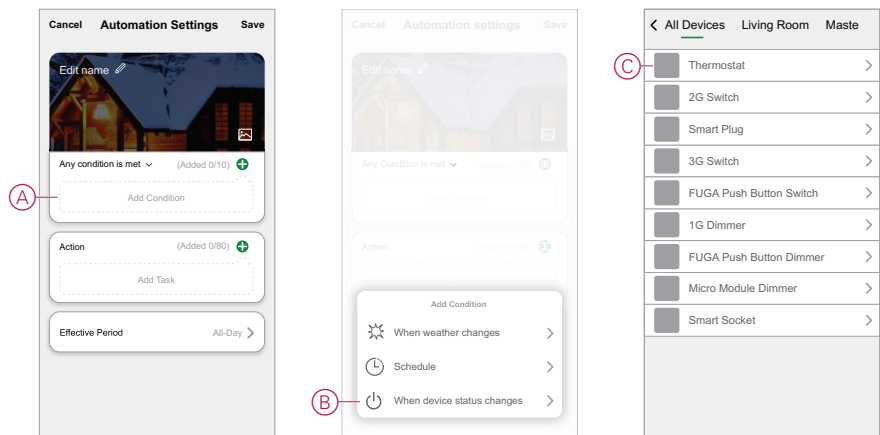 Cancel Automation Settings Save
Edit name
Any condition is met (Added 0/10)
A
Add Condition
Action (Added 0/80)
Add Task
Effective Period All-Day
Cancel Automation settings Save
Edit name
Any Condition is met
Add Condition
Action
Add Condition
When weather changes
Schedule
B
When device status changes
All Devices Living Room Maste
C
Thermostat
2G Switch
Smart Plug
3G Switch
FUGA Push Button Switch
1G Dimmer
FUGA Push Button Dimmer
Micro Module Dimmer
Smart Socket